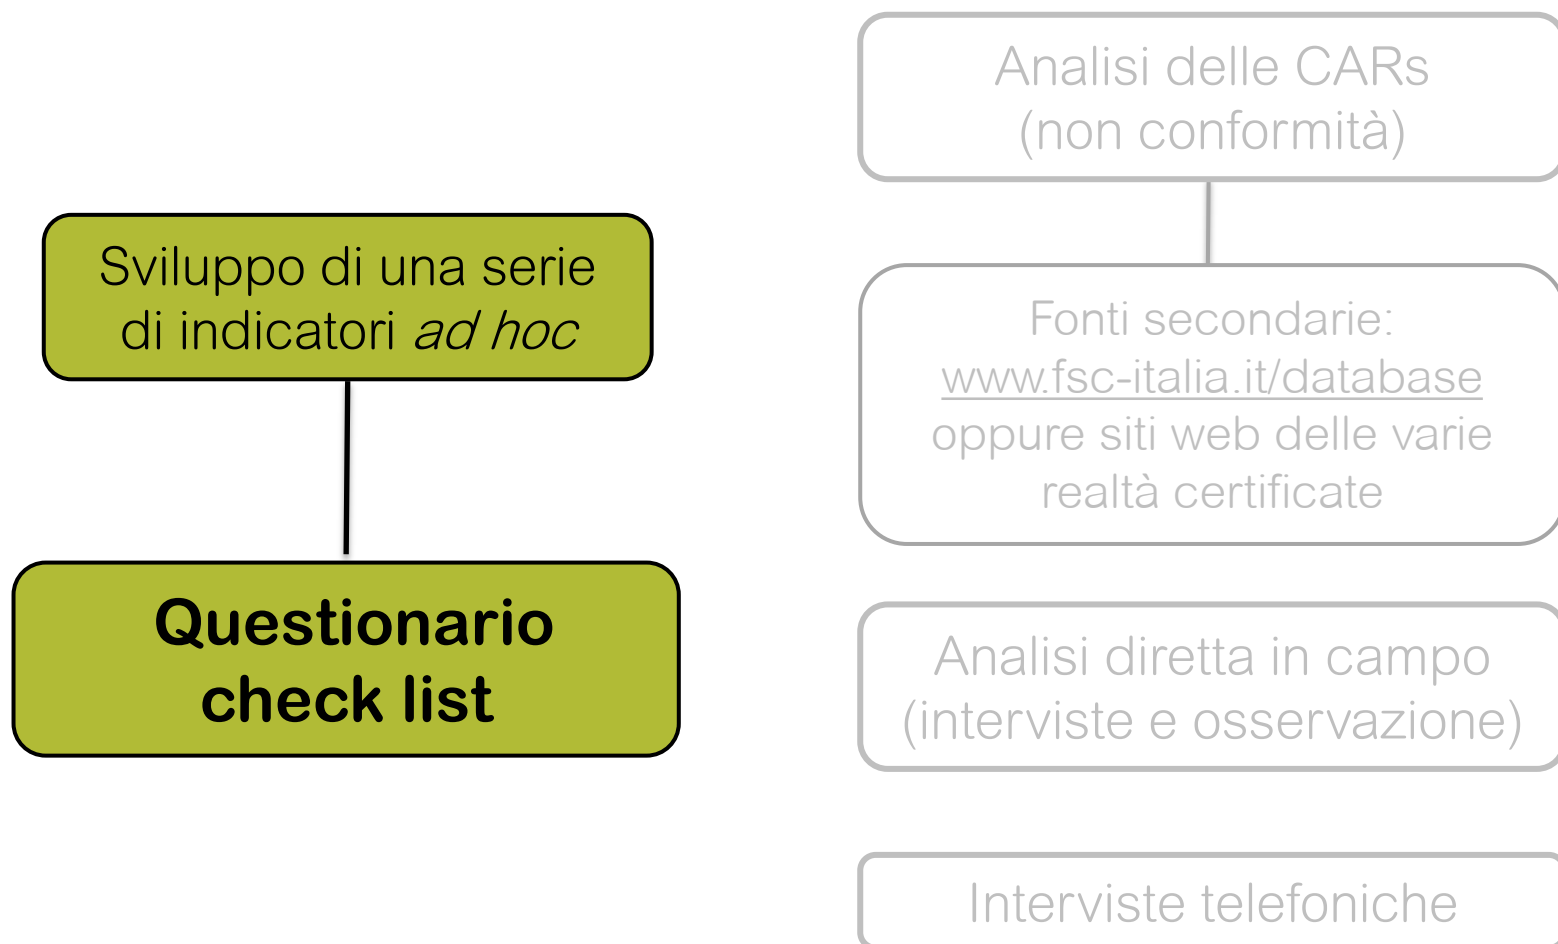 Sviluppo di una serie
di indicatori ad hoc
Questionario
check list
Analisi delle CARs
(non conformità)
Fonti secondarie:
www.fsc-italia.it/database
oppure siti web delle varie
realtà certificate
Analisi diretta in campo
(interviste e osservazione)
Interviste telefoniche